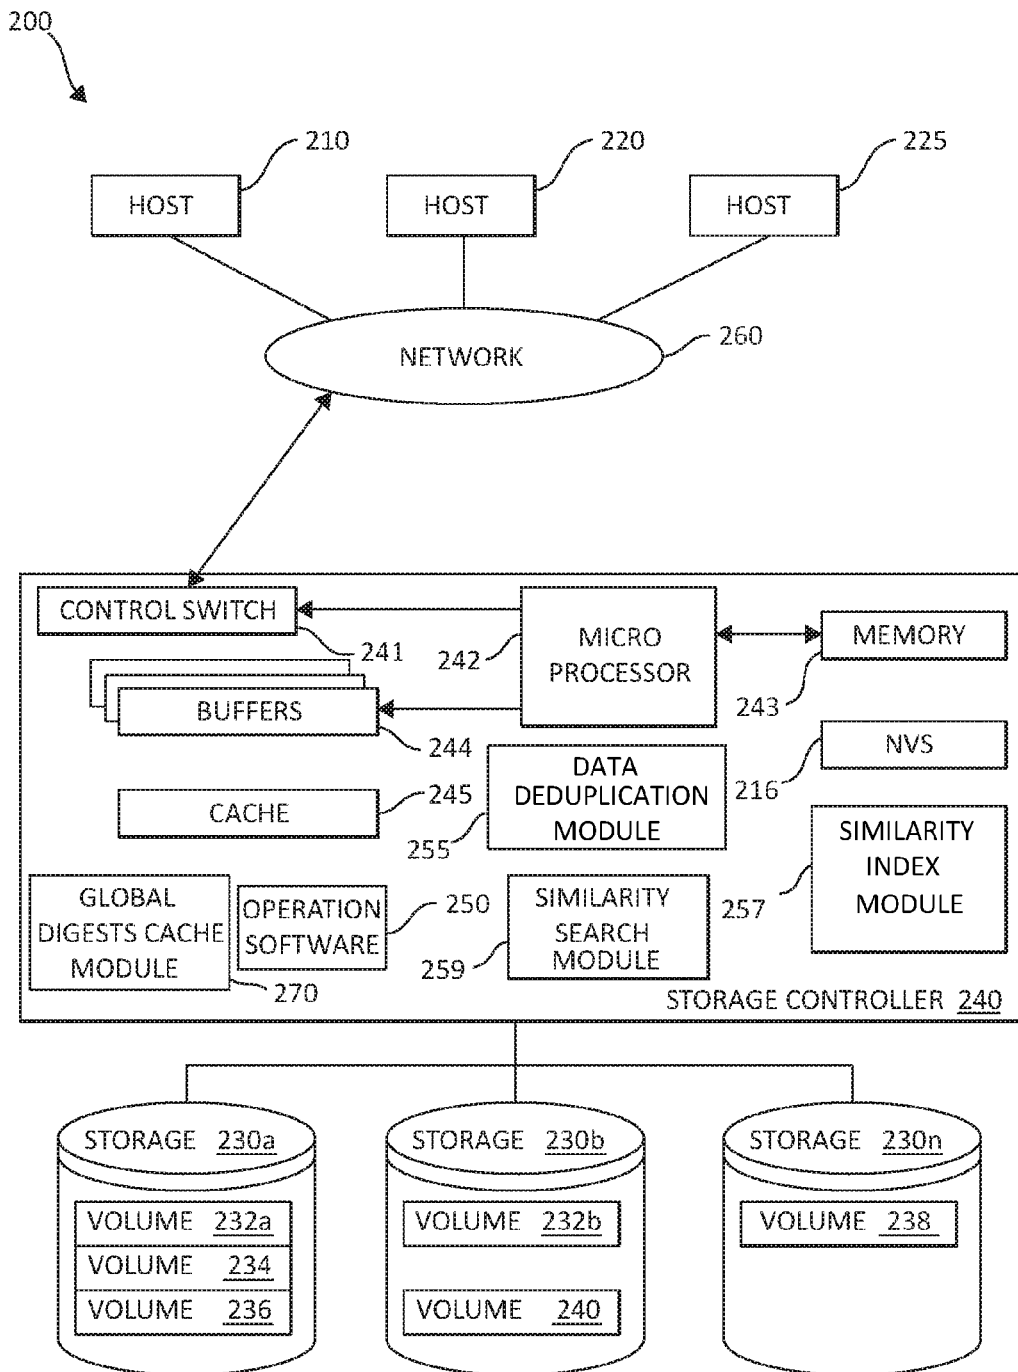 200
210
220
225
HOST
HOST
HOST
260
NETWORK
CONTROL SWITCH
241
242
MICRO
PROCESSOR
MEMORY
243
BUFFERS
244
NVS
216
DATA
DEDUPLICATION
MODULE
255
CACHE
245
SIMILARITY
INDEX
MODULE
257
GLOBAL
DIGESTS CACHE
MODULE
270
OPERATION
SOFTWARE
250
SIMILARITY
SEARCH
MODULE
259
STORAGE CONTROLLER 240
STORAGE 230a
STORAGE 230b
STORAGE 230n
VOLUME 232a
VOLUME 234
VOLUME 236
VOLUME 232b
VOLUME 240
VOLUME 238